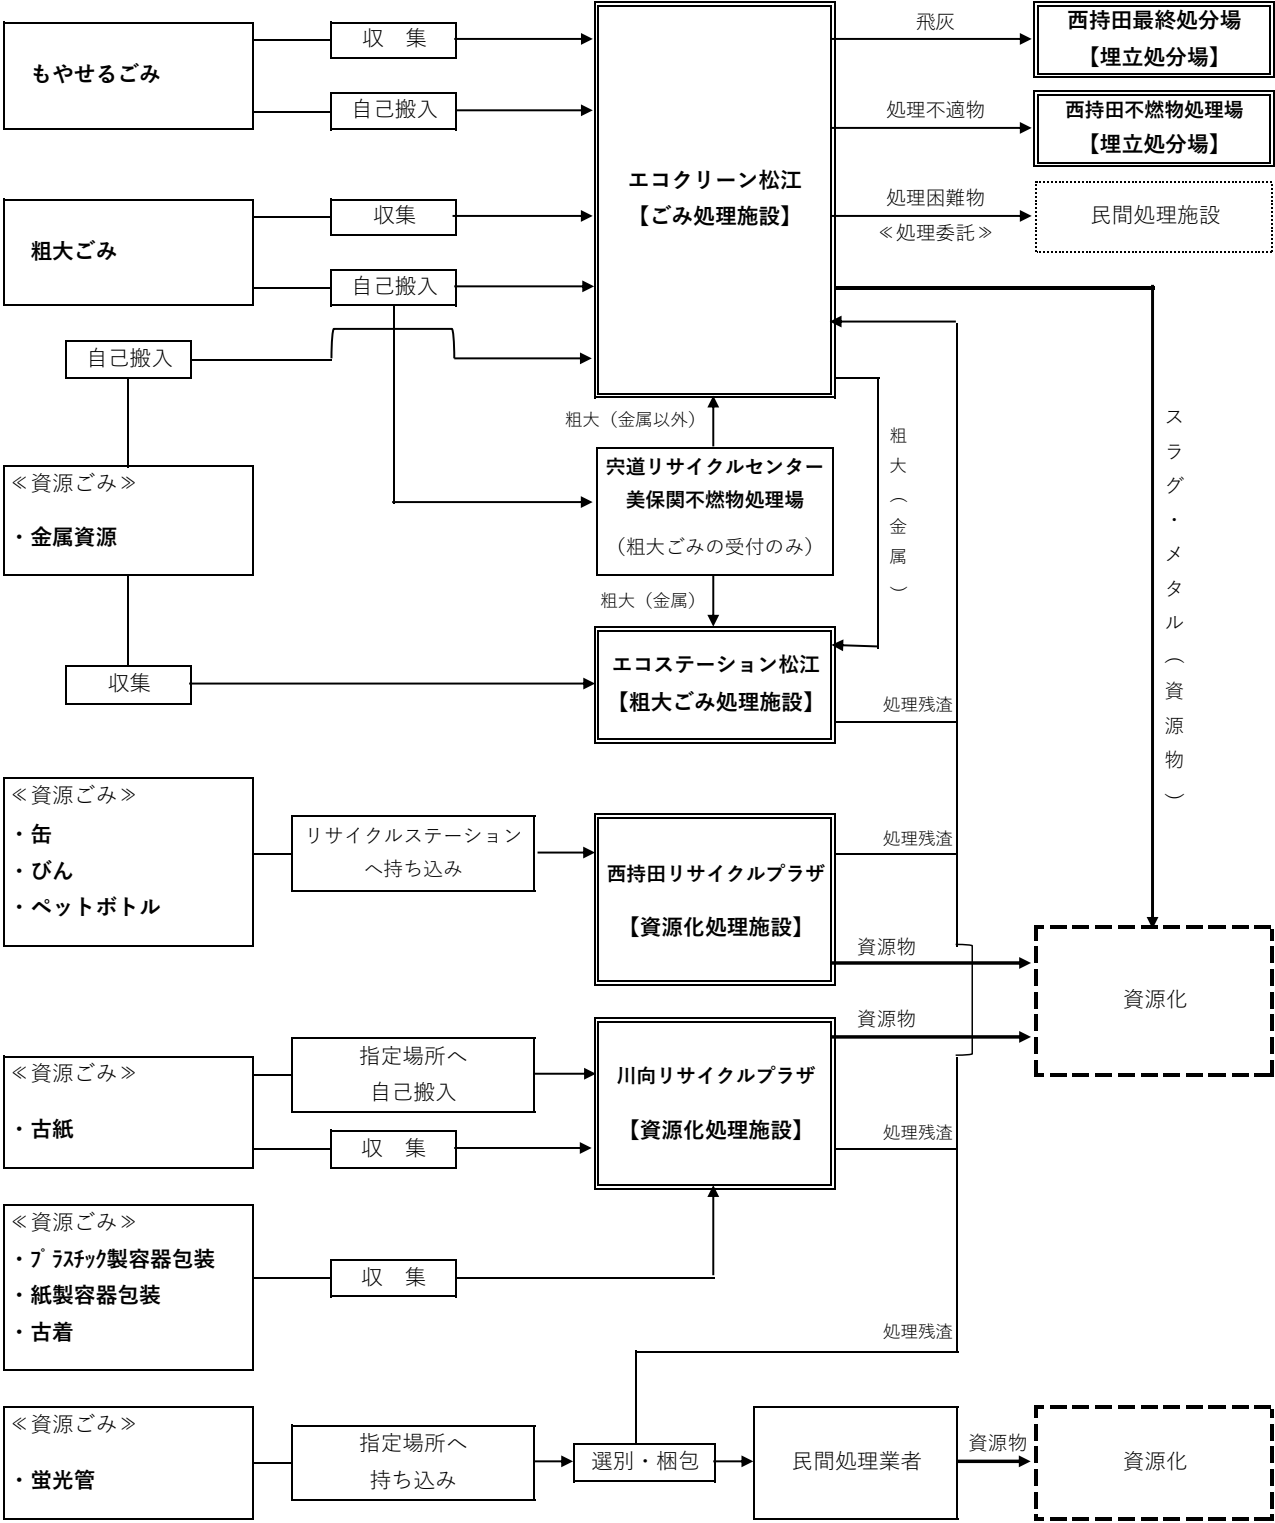 もやせるごみ
収　集
自己搬入
粗大ごみ
収集
自己搬入
自己搬入
≪資源ごみ≫
・金属資源
収集
エコクリーン松江
【ごみ処理施設】
飛灰
西持田最終処分場
【埋立処分場】
処理不適物
西持田不燃物処理場
【埋立処分場】
処理困難物
≪処理委託≫
民間処理施設
粗大（金属以外）
宍道リサイクルセンター
美保関不燃物処理場
（粗大ごみの受付のみ）
粗大（金属）
粗大（金属）
スラグ・メタル（資源物）
エコステーション松江
【粗大ごみ処理施設】
処理残渣
≪資源ごみ≫
・缶
・びん
・ペットボトル
リサイクルステーション
へ持ち込み
西持田リサイクルプラザ
【資源化処理施設】
処理残渣
資源物
資源化
≪資源ごみ≫
・古紙
指定場所へ
自己搬入
収　集
川向リサイクルプラザ
【資源化処理施設】
資源物
処理残渣
≪資源ごみ≫
・ﾌﾟﾗｽﾁｯｸ製容器包装
・紙製容器包装
・古着
収　集
処理残渣
≪資源ごみ≫
・蛍光管
指定場所へ
持ち込み
選別・梱包
民間処理業者
資源物
資源化